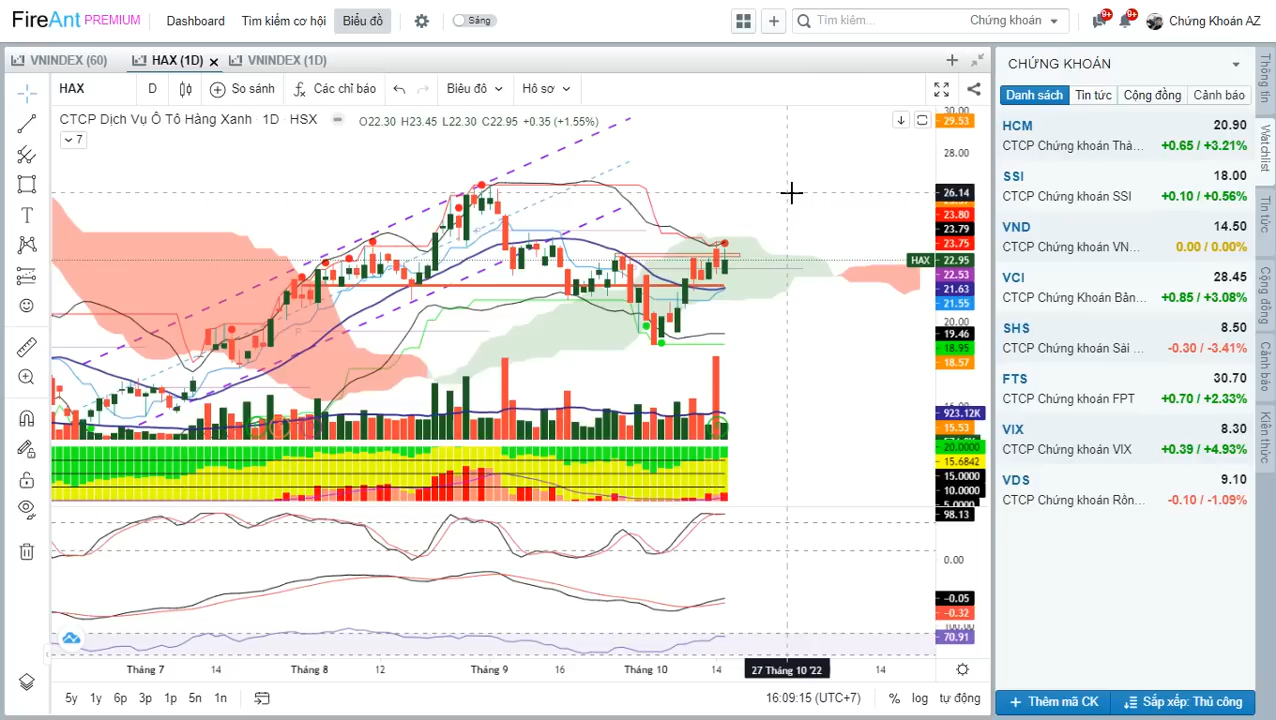 FireAnt PREMIUM
Dashboard
Tìm kiếm cơ hội
Biểu đồ
Sáng
Tìm kiếm...
Chứng khoán
9+
9+
Chứng Khoán AZ
VNINDEX (60)
HAX (1D)
VNINDEX (1D)
HAX
D
So sánh
Các chỉ báo
Biểu đồ
Hồ sơ
CTCP Dịch Vụ Ô Tô Hàng Xanh · 1D · HSX
O22.30 H23.45 L22.30 C22.95 +0.35 (+1.55%)
7
30.00
29.53
28.00
26.14
23.80
23.79
23.75
HAX
22.95
22.53
21.63
21.55
20.00
19.46
18.95
18.57
923.12K
15.53
20.0000
15.6842
15.0000
10.0000
5.0000
98.13
0.00
−0.05
−0.32
100.00
70.91
Tháng 7
14
Tháng 8
12
Tháng 9
16
Tháng 10
14
27 Tháng 10 '22
14
5y
1y
6p
3p
1p
5n
1n
16:09:15 (UTC+7)
%
log
tự động
CHỨNG KHOÁN
Danh sách
Tin tức
Cộng đồng
Cảnh báo
HCM
20.90
CTCP Chứng khoán Thà...
+0.65 / +3.21%
SSI
18.00
CTCP Chứng khoán SSI
+0.10 / +0.56%
VND
14.50
CTCP Chứng khoán VN...
0.00 / 0.00%
VCI
28.45
CTCP Chứng khoán Bản...
+0.85 / +3.08%
SHS
8.50
CTCP Chứng khoán Sài ...
-0.30 / -3.41%
FTS
30.70
CTCP Chứng khoán FPT
+0.70 / +2.33%
VIX
8.30
CTCP Chứng khoán VIX
+0.39 / +4.93%
VDS
9.10
CTCP Chứng khoán Rồn...
-0.10 / -1.09%
Thêm mã CK
Sắp xếp: Thủ công
Thông tin
Watchlist
Tin tức
Cộng đồng
Cảnh báo
Kiến thức